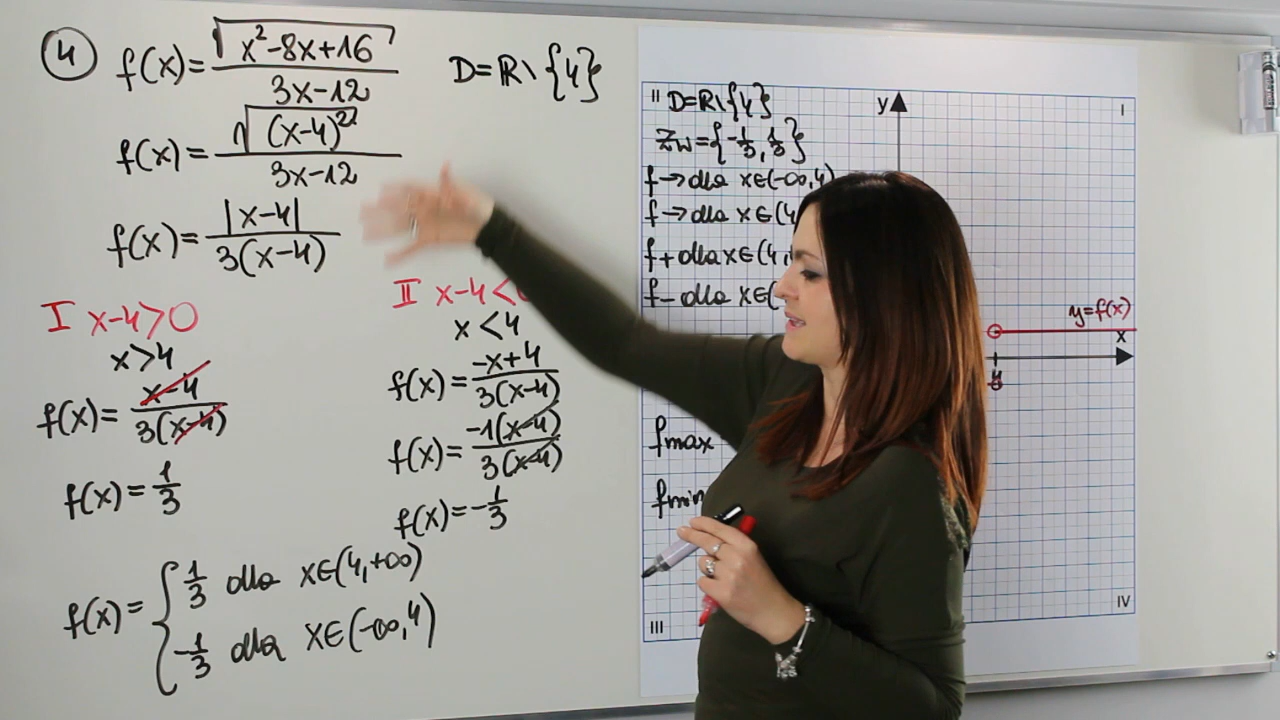 4 f(x)=√(x²-8x+16)/(3x-12) D=ℝ\{4}
f(x)=√((x-4)²)/(3x-12)
f(x)=|x-4|/(3(x-4))
I x-4>0
x>4
f(x)=(x-4)/(3(x-4))
f(x)=1/3
II x-4<
x<4
f(x)=(-x+4)/(3(x-4))
f(x)=(-1(x-4))/(3(x-4))
f(x)=-1/3
f(x)={1/3 dla x∈(4,+∞)
-1/3 dla x∈(-∞,4)
II D=ℝ\{4}
Zw={-1/3,1/3}
f→dla x∈(-∞,4)
f→dla x∈(4,
f+dla x∈(4,
f-dla x∈(
fmax
fmin
y
I
y=f(x)
x
4
III
IV